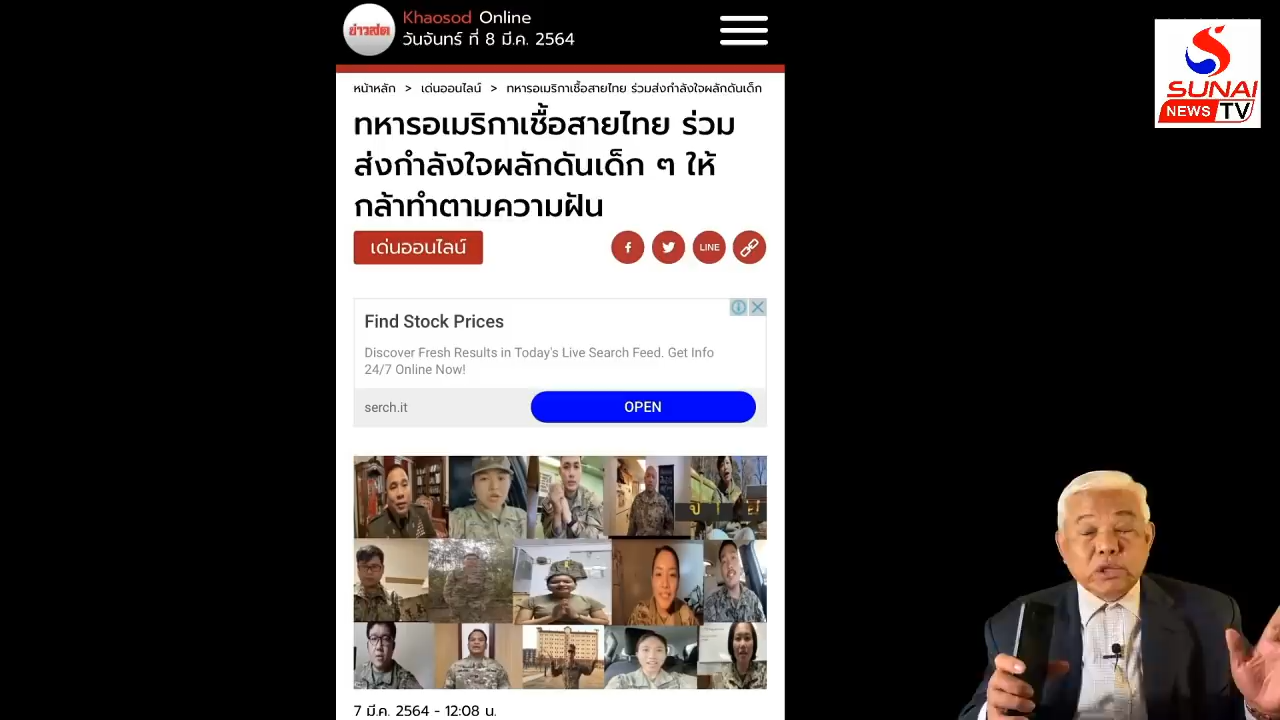 ข่าวสด
Khaosod Online
วันจันทร์ ที่ 8 มี.ค. 2564
SUNAI
NEWS TV
หน้าหลัก > เด่นออนไลน์ > ทหารอเมริกาเชื้อสายไทย ร่วมส่งกำลังใจผลักดันเด็ก
ทหารอเมริกาเชื้อสายไทย ร่วม
ส่งกำลังใจผลักดันเด็ก ๆ ให้
กล้าทำตามความฝัน
เด่นออนไลน์
LINE
Find Stock Prices
Discover Fresh Results in Today's Live Search Feed. Get Info
24/7 Online Now!
serch.it
OPEN
7 มี.ค. 2564 - 12:08 น.